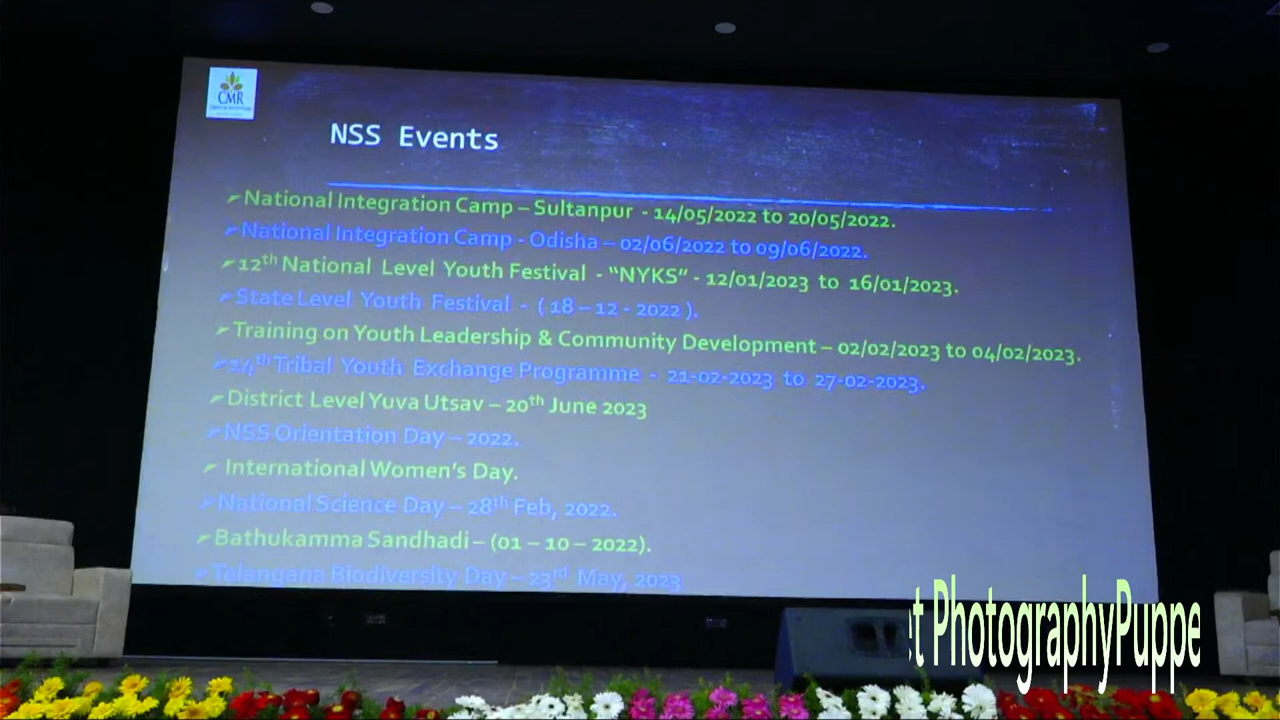 CMR
NSS Events
National Integration Camp – Sultanpur - 14/05/2022 to 20/05/2022.
National Integration Camp - Odisha – 02/06/2022 to 09/06/2022.
12th National Level Youth Festival - “NYKS” - 12/01/2023 to 16/01/2023.
State Level Youth Festival - ( 18 – 12 - 2022 ).
Training on Youth Leadership & Community Development – 02/02/2023 to 04/02/2023.
14th Tribal Youth Exchange Programme - 21-02-2023 to 27-02-2023.
District Level Yuva Utsav – 20th June 2023
NSS Orientation Day – 2022.
International Women’s Day.
National Science Day – 28th Feb, 2022.
Bathukamma Sandhadi – (01 – 10 – 2022).
Telangana Biodiversity Day – 23rd May, 2023
et PhotographyPuppe